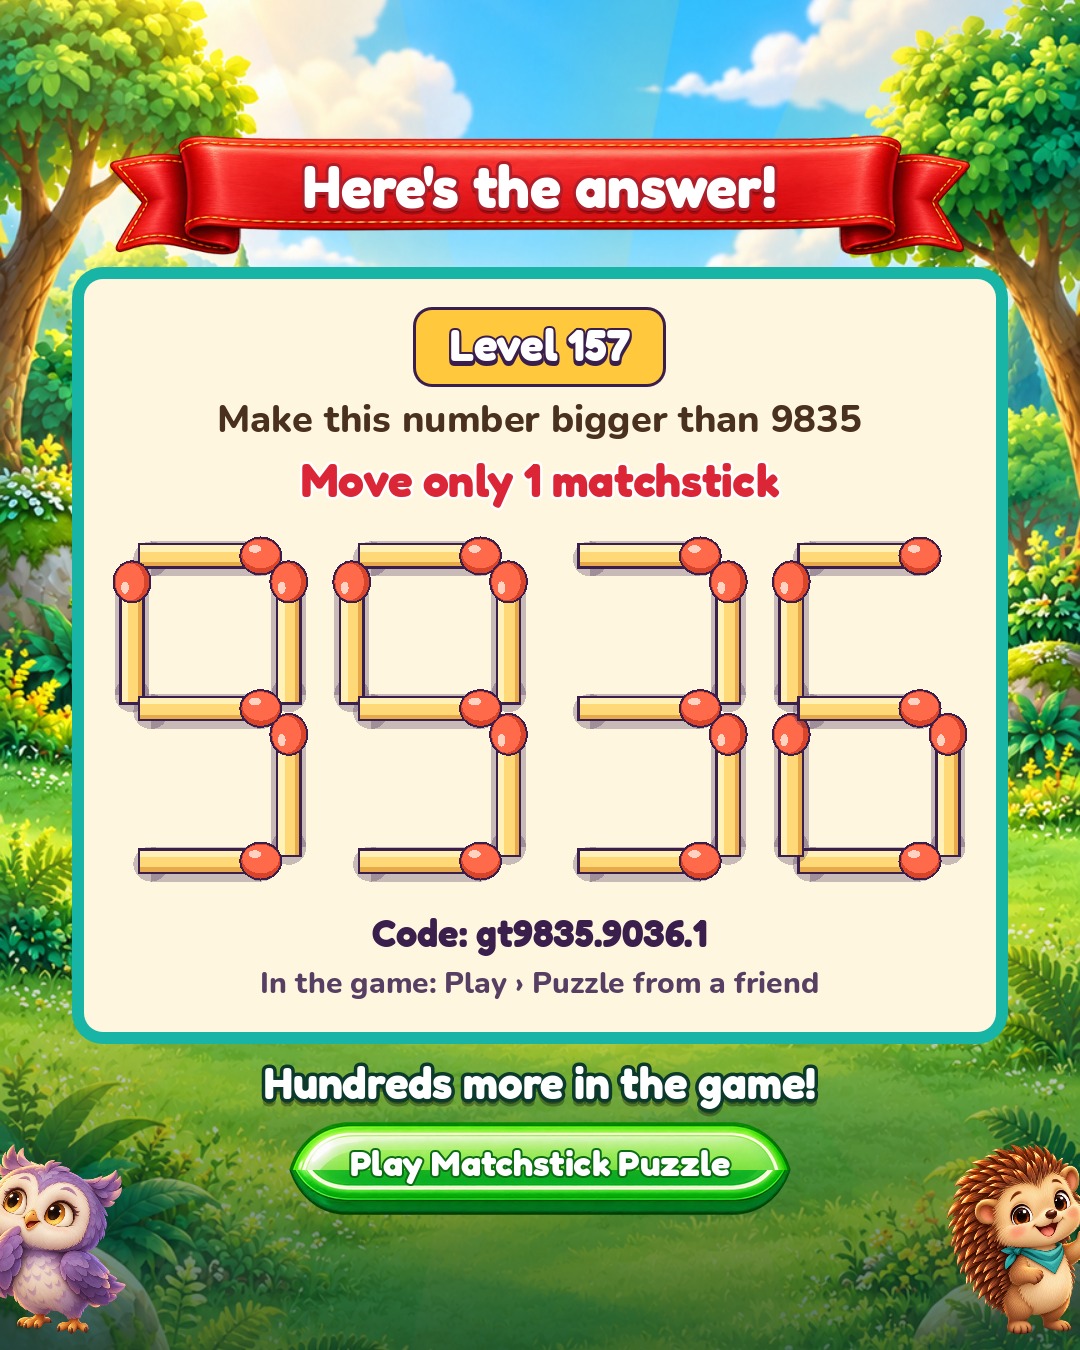 Here's the answer!
Level 157
Make this number bigger than 9835
Move only 1 matchstick
9936
Code: gt9835.9036.1
In the game: Play › Puzzle from a friend
Hundreds more in the game!
Play Matchstick Puzzle